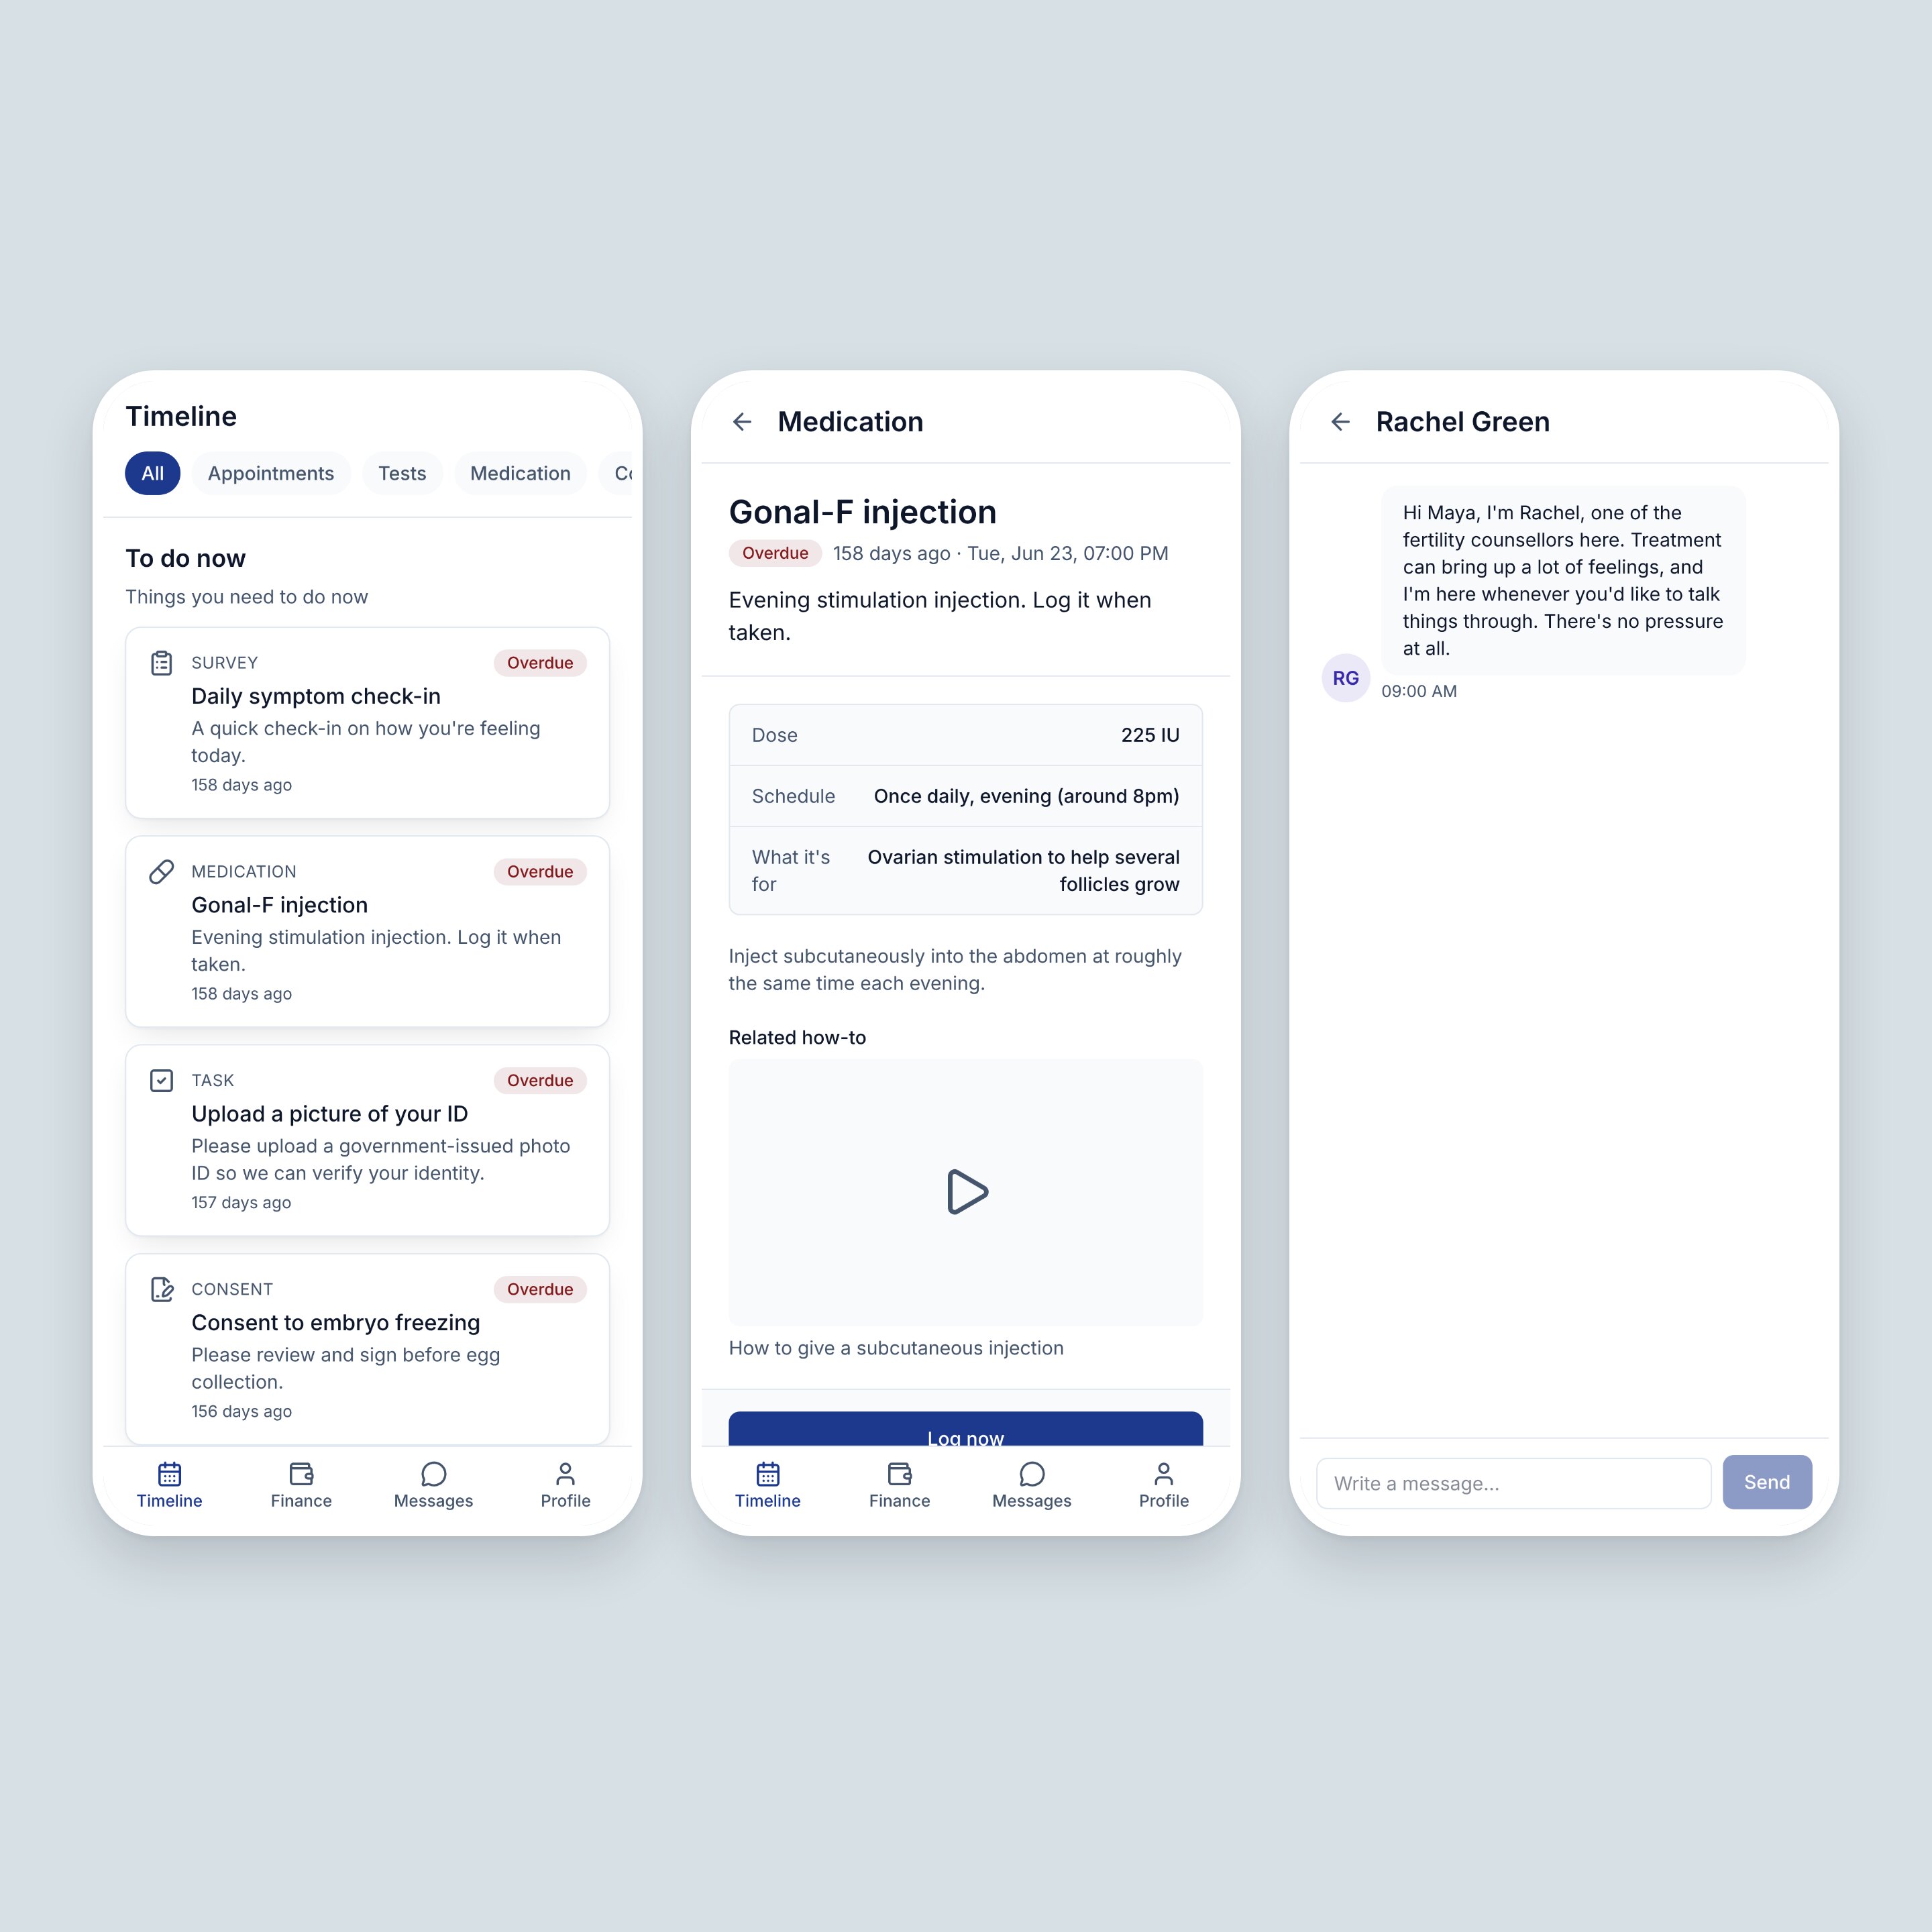 Timeline
All
Appointments
Tests
Medication
Co
To do now
Things you need to do now
SURVEY
Overdue
Daily symptom check-in
A quick check-in on how you're feeling
today.
158 days ago
MEDICATION
Overdue
Gonal-F injection
Evening stimulation injection. Log it when
taken.
158 days ago
TASK
Overdue
Upload a picture of your ID
Please upload a government-issued photo
ID so we can verify your identity.
157 days ago
CONSENT
Overdue
Consent to embryo freezing
Please review and sign before egg
collection.
156 days ago
Timeline
Finance
Messages
Profile
Medication
Gonal-F injection
Overdue
158 days ago · Tue, Jun 23, 07:00 PM
Evening stimulation injection. Log it when
taken.
Dose
225 IU
Schedule
Once daily, evening (around 8pm)
What it's
for
Ovarian stimulation to help several
follicles grow
Inject subcutaneously into the abdomen at roughly
the same time each evening.
Related how-to
How to give a subcutaneous injection
Log now
Timeline
Finance
Messages
Profile
Rachel Green
Hi Maya, I'm Rachel, one of the
fertility counsellors here. Treatment
can bring up a lot of feelings, and
I'm here whenever you'd like to talk
things through. There's no pressure
at all.
RG
09:00 AM
Write a message...
Send